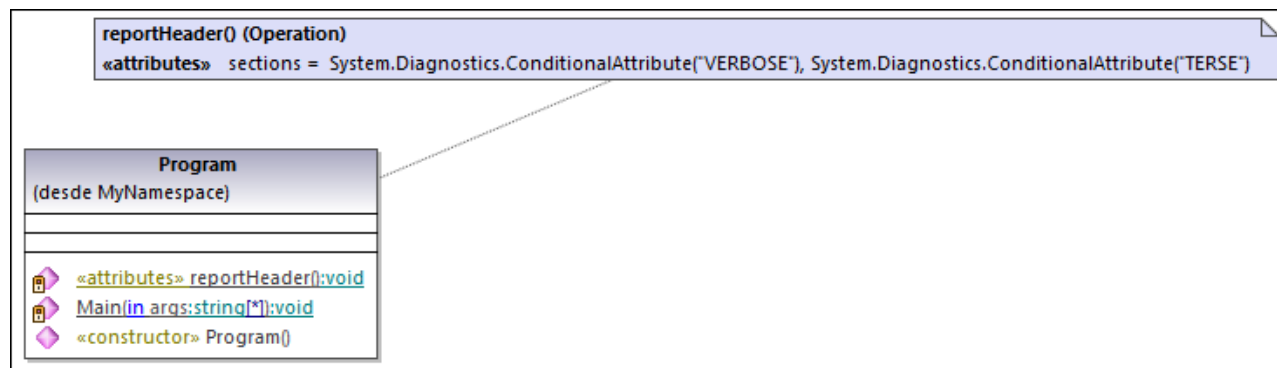 reportHeader() (Operation)
«attributes» sections = System.Diagnostics.ConditionalAttribute("VERBOSE"), System.Diagnostics.ConditionalAttribute("TERSE")
Program
(desde MyNamespace)
«attributes» reportHeader():void
Main(in args:string[*]):void
«constructor» Program()